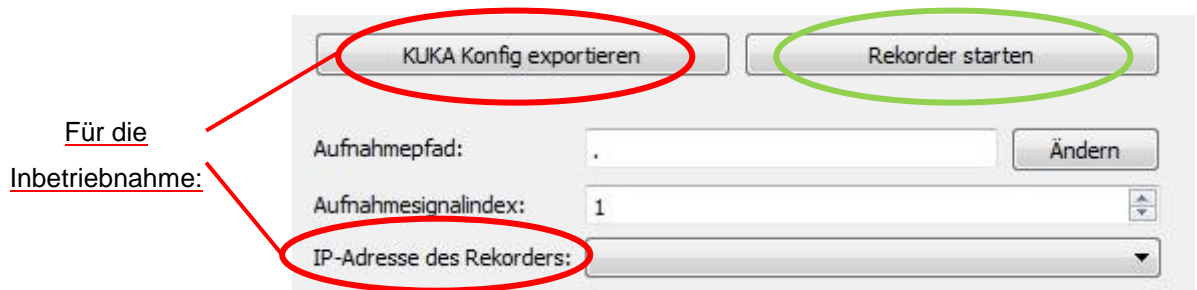 KUKA Konfig exportieren
Rekorder starten
Für die
Inbetriebnahme:
Aufnahmepfad:
.
Ändern
Aufnahmesignalindex:
1
IP-Adresse des Rekorders: